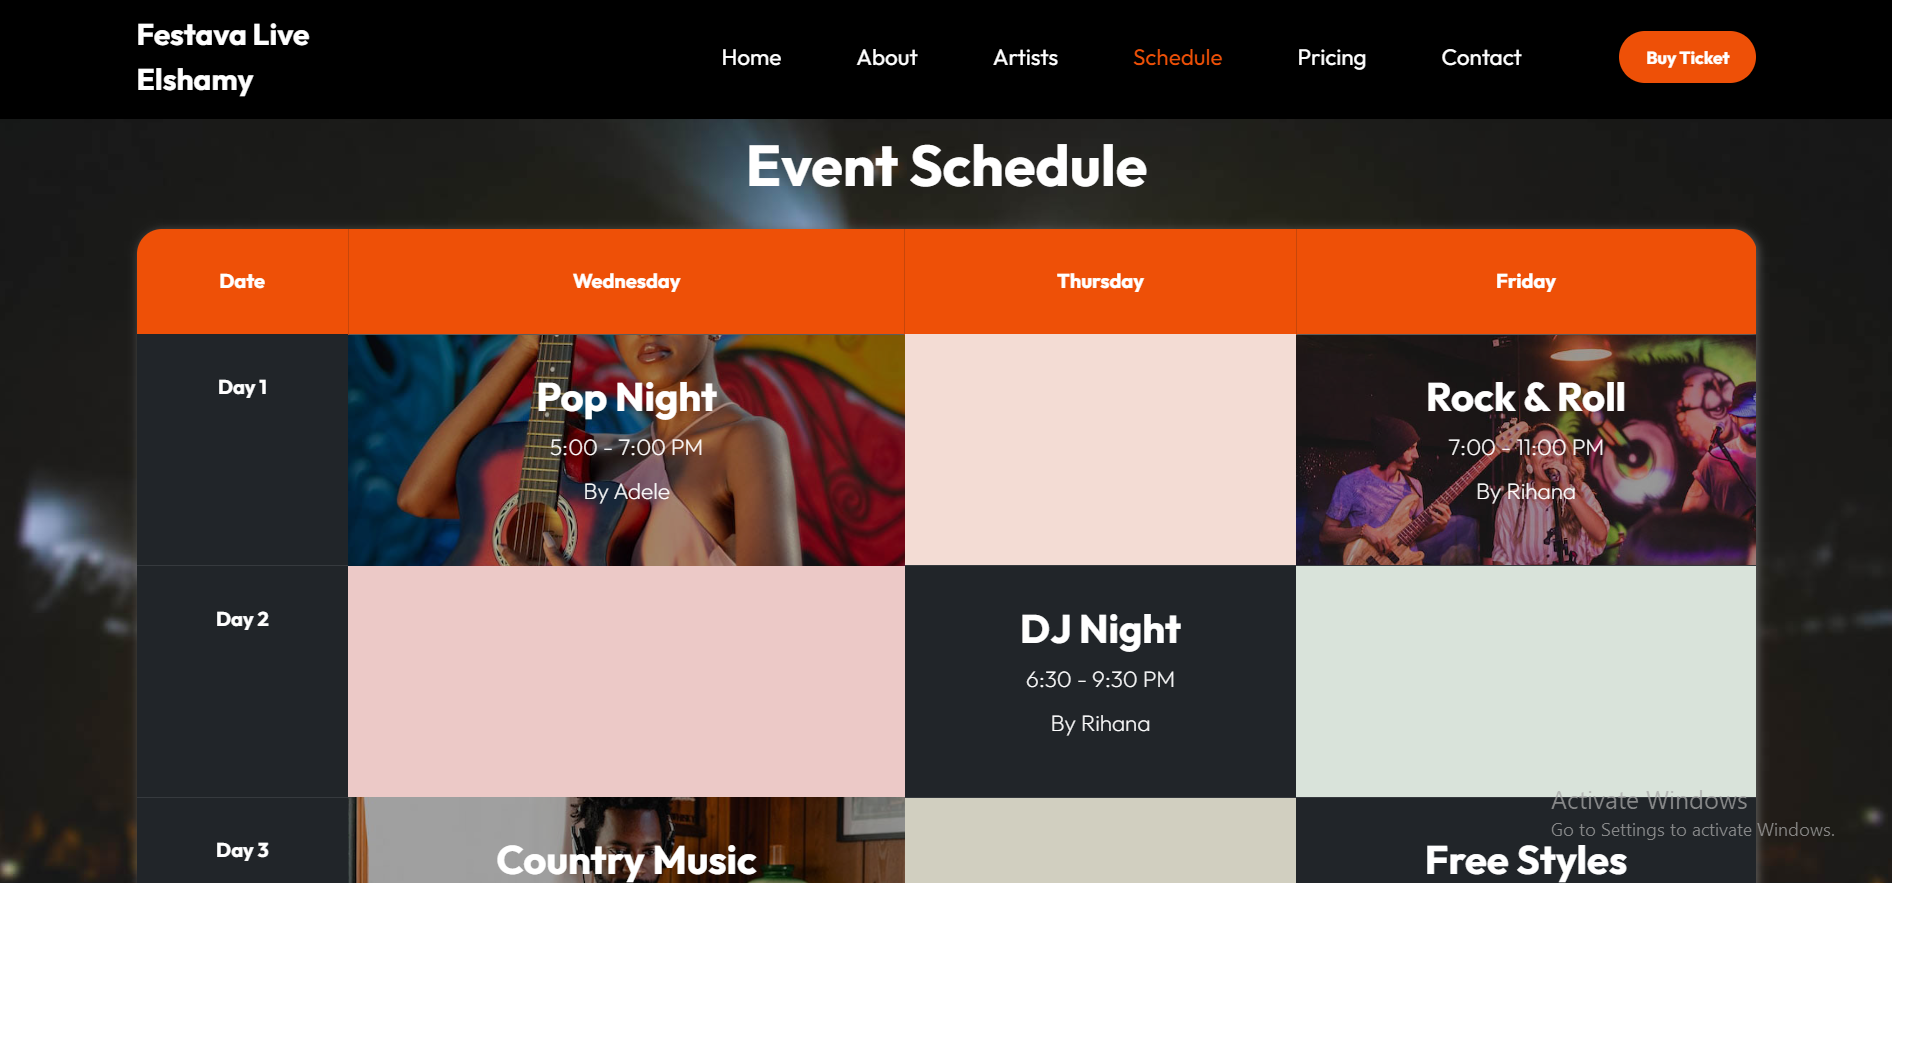 Festava Live
Elshamy
Home About Artists Schedule Pricing Contact Buy Ticket
Event Schedule
Date Wednesday Thursday Friday
Day 1
Pop Night
5:00 - 7:00 PM
By Adele
Rock & Roll
7:00 - 11:00 PM
By Rihana
Day 2
DJ Night
6:30 - 9:30 PM
By Rihana
Day 3
Country Music
Free Styles
Activate Windows
Go to Settings to activate Windows.